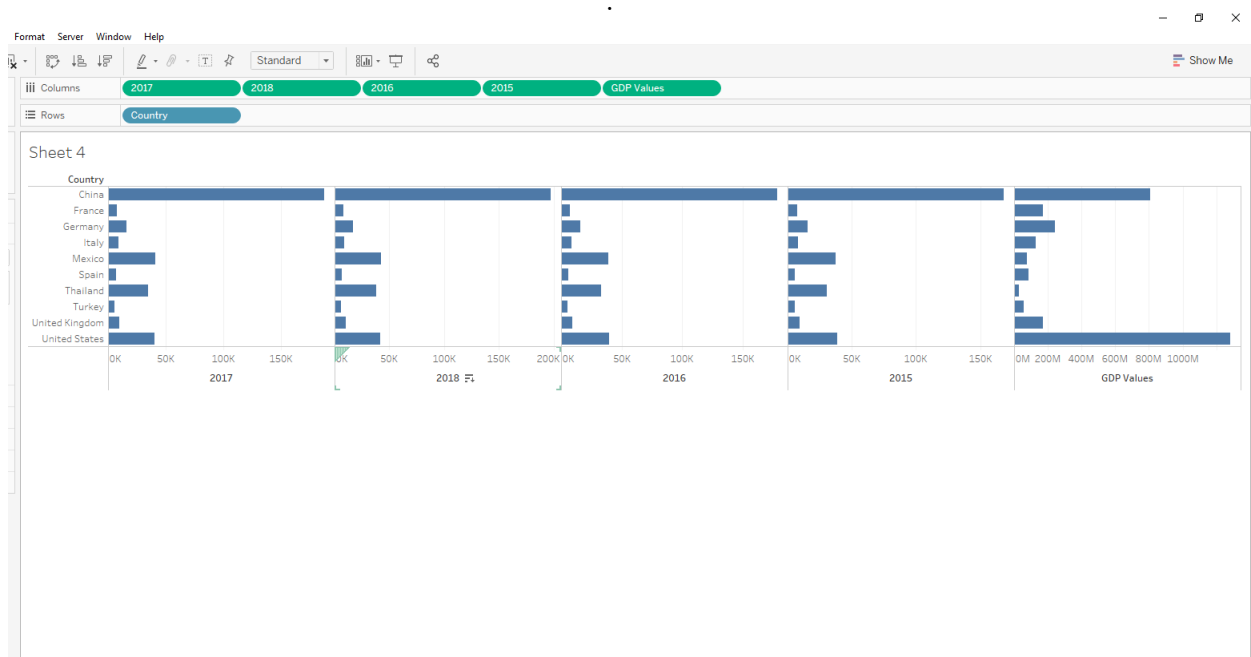 Format Server Window Help
Standard
Show Me
Columns 2017 2018 2016 2015 GDP Values
Rows Country
Sheet 4
Country
China
France
Germany
Italy
Mexico
Spain
Thailand
Turkey
United Kingdom
United States
0K 50K 100K 150K 0K 50K 100K 150K 200K 0K 50K 100K 150K 0K 50K 100K 150K 0M 200M 400M 600M 800M 1000M
2017 2018 2016 2015 GDP Values